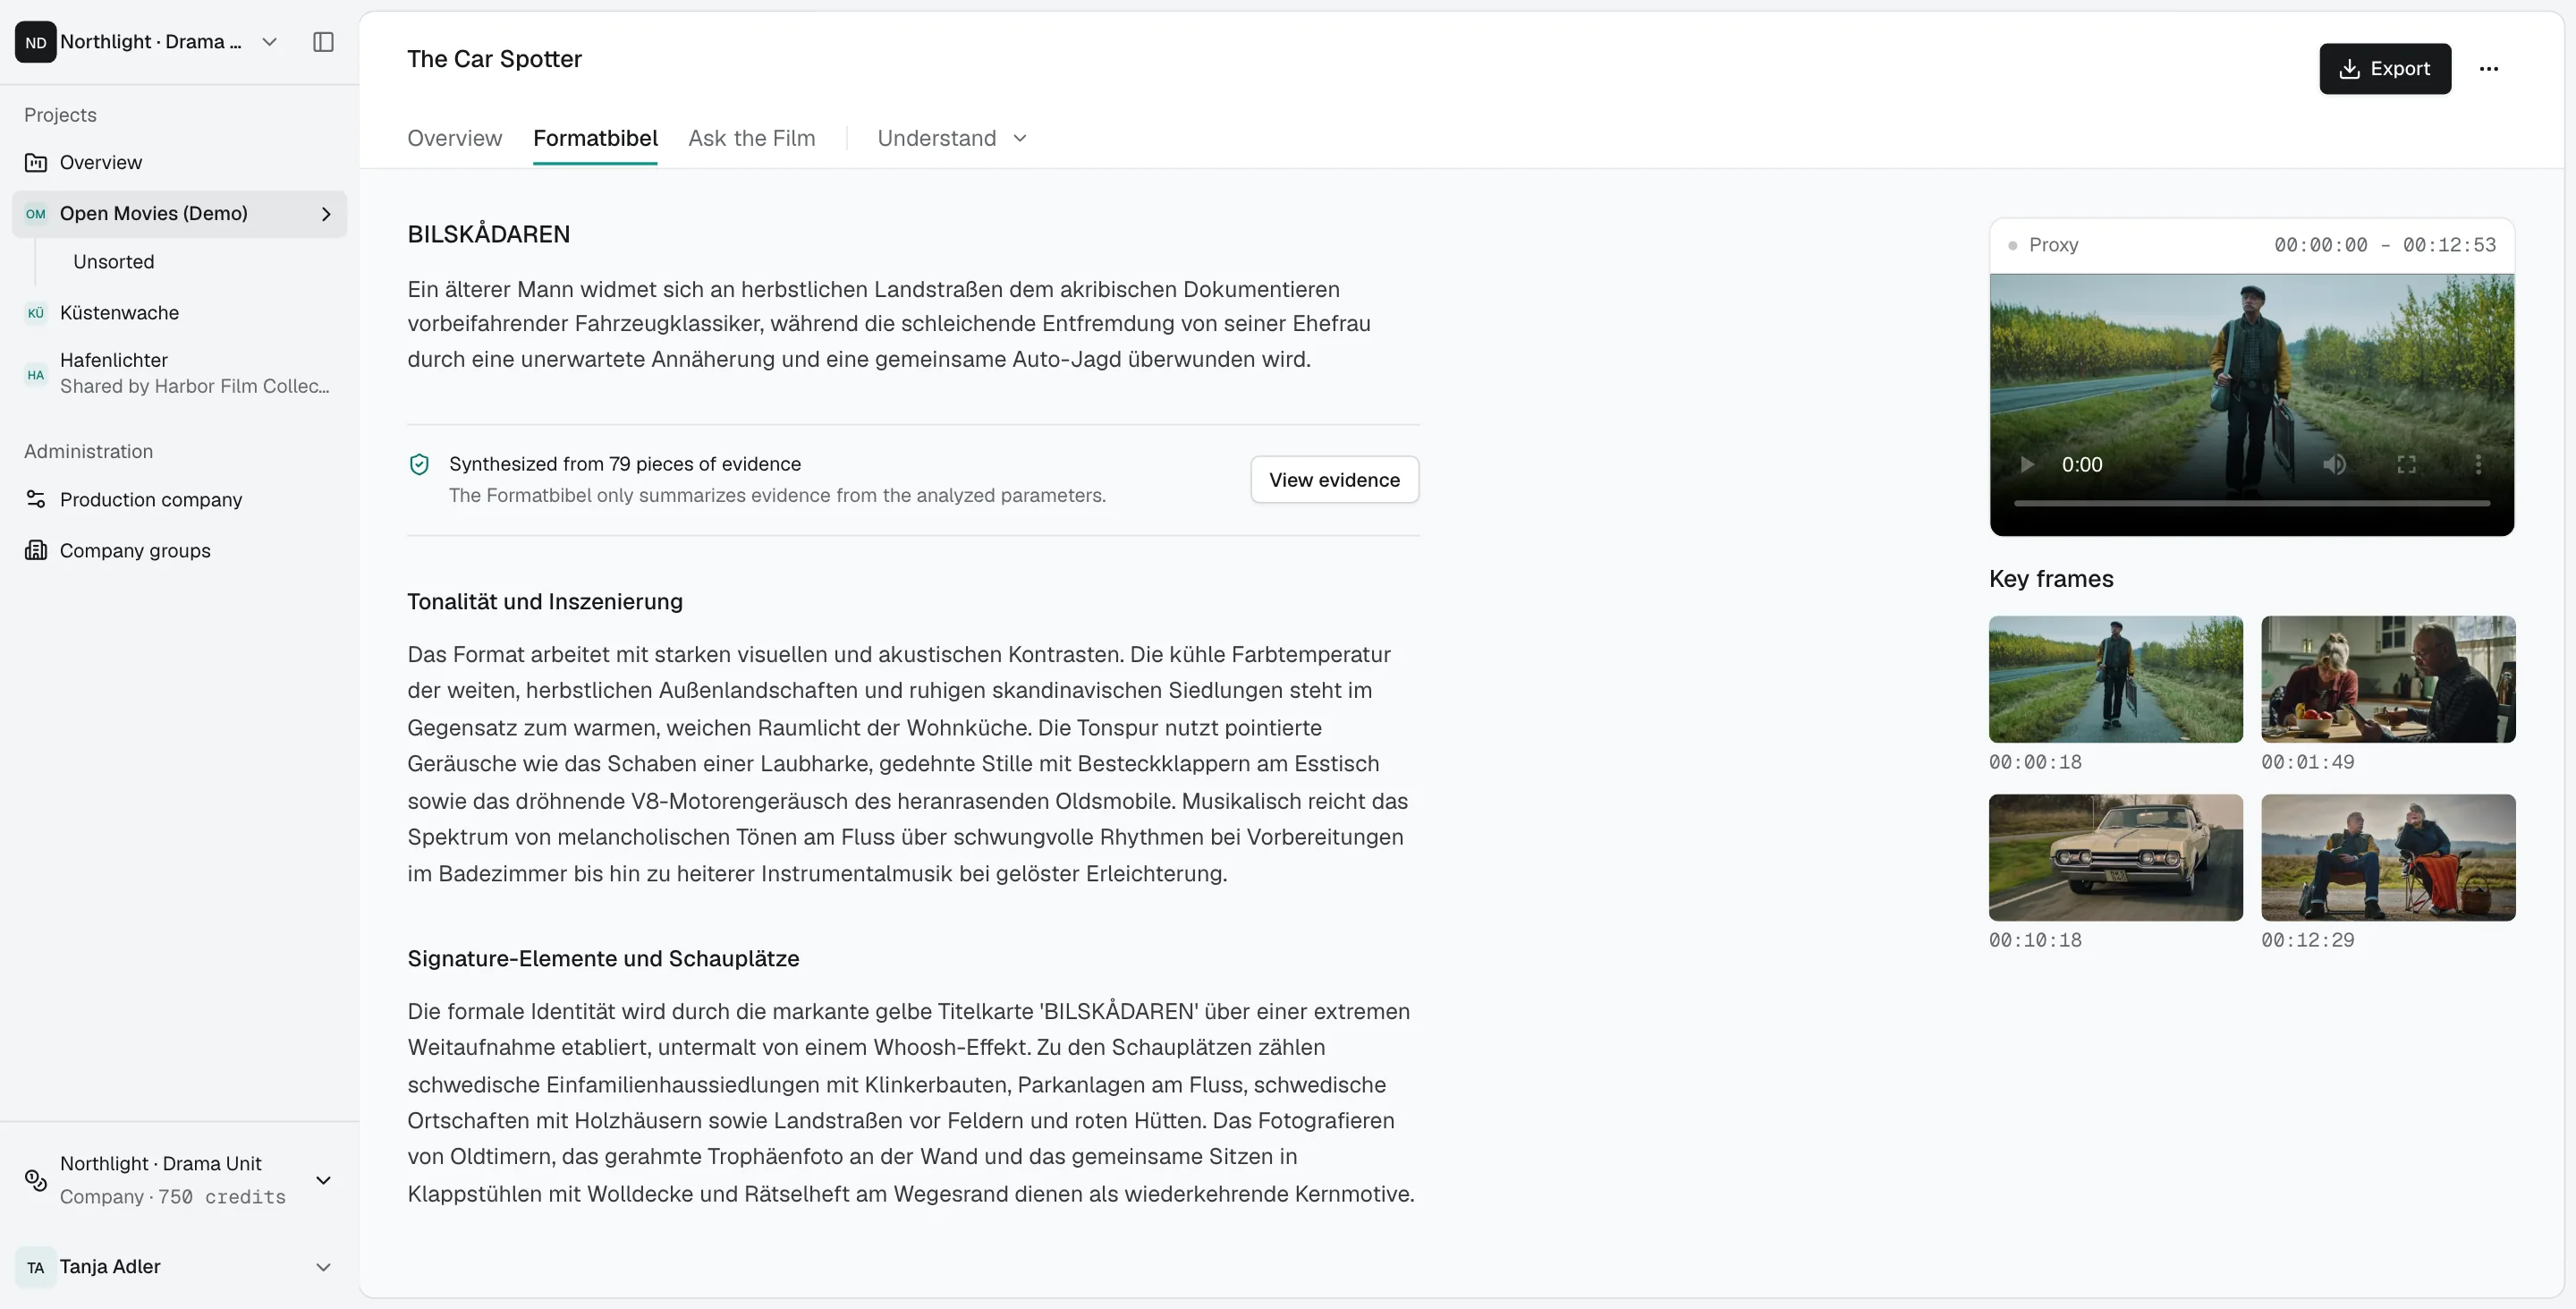 ND Northlight · Drama ...
Projects
Overview
OM Open Movies (Demo)
Unsorted
KÜ Küstenwache
HA Hafenlichter
Shared by Harbor Film Collec...
Administration
Production company
Company groups
Northlight · Drama Unit
Company · 750 credits
TA Tanja Adler
The Car Spotter
Export
Overview Formatbibel Ask the Film Understand
BILSKÅDAREN
Ein älterer Mann widmet sich an herbstlichen Landstraßen dem akribischen Dokumentieren
vorbeifahrender Fahrzeugklassiker, während die schleichende Entfremdung von seiner Ehefrau
durch eine unerwartete Annäherung und eine gemeinsame Auto-Jagd überwunden wird.
Synthesized from 79 pieces of evidence
The Formatbibel only summarizes evidence from the analyzed parameters.
View evidence
Tonalität und Inszenierung
Das Format arbeitet mit starken visuellen und akustischen Kontrasten. Die kühle Farbtemperatur
der weiten, herbstlichen Außenlandschaften und ruhigen skandinavischen Siedlungen steht im
Gegensatz zum warmen, weichen Raumlicht der Wohnküche. Die Tonspur nutzt pointierte
Geräusche wie das Schaben einer Laubharke, gedehnte Stille mit Besteckklappern am Esstisch
sowie das dröhnende V8-Motorengeräusch des heranrasenden Oldsmobile. Musikalisch reicht das
Spektrum von melancholischen Tönen am Fluss über schwungvolle Rhythmen bei Vorbereitungen
im Badezimmer bis hin zu heiterer Instrumentalmusik bei gelöster Erleichterung.
Signature-Elemente und Schauplätze
Die formale Identität wird durch die markante gelbe Titelkarte 'BILSKÅDAREN' über einer extremen
Weitaufnahme etabliert, untermalt von einem Whoosh-Effekt. Zu den Schauplätzen zählen
schwedische Einfamilienhaussiedlungen mit Klinkerbauten, Parkanlagen am Fluss, schwedische
Ortschaften mit Holzhäusern sowie Landstraßen vor Feldern und roten Hütten. Das Fotografieren
von Oldtimern, das gerahmte Trophäenfoto an der Wand und das gemeinsame Sitzen in
Klappstühlen mit Wolldecke und Rätselheft am Wegesrand dienen als wiederkehrende Kernmotive.
Proxy 00:00:00 – 00:12:53
0:00
Key frames
00:00:18 00:01:49
00:10:18 00:12:29